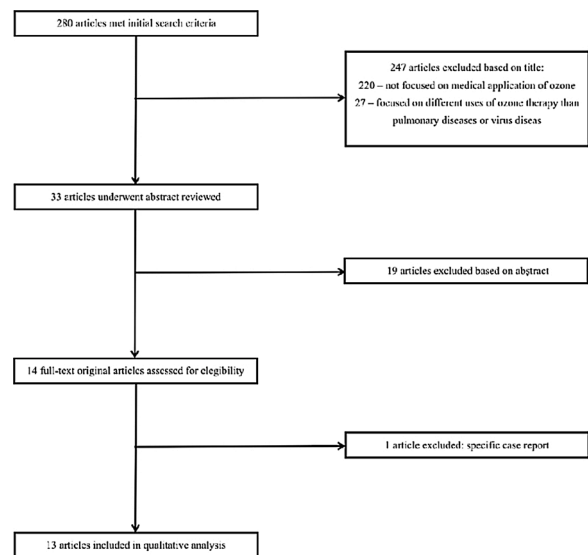 280 articles met initial search criteria
247 articles excluded based on title:
220 – not focused on medical application of ozone
27 – focused on different uses of ozone therapy than
pulmonary diseases or virus diseas
33 articles underwent abstract reviewed
19 articles excluded based on abstract
14 full-text original articles assessed for elegibility
1 article excluded: specific case report
13 articles included in qualitative analysis